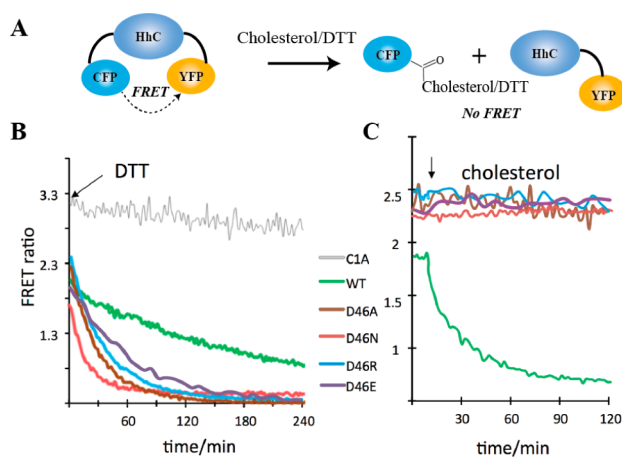 A
HhC
CFP
YFP
FRET
Cholesterol/DTT
CFP
O
Cholesterol/DTT
No FRET
+
HhC
YFP
B
DTT
FRET ratio
3.3
2.3
1.3
60
120
180
240
time/min
C1A
WT
D46A
D46N
D46R
D46E
C
cholesterol
2.5
2
1.5
1
30
60
90
120
time/min